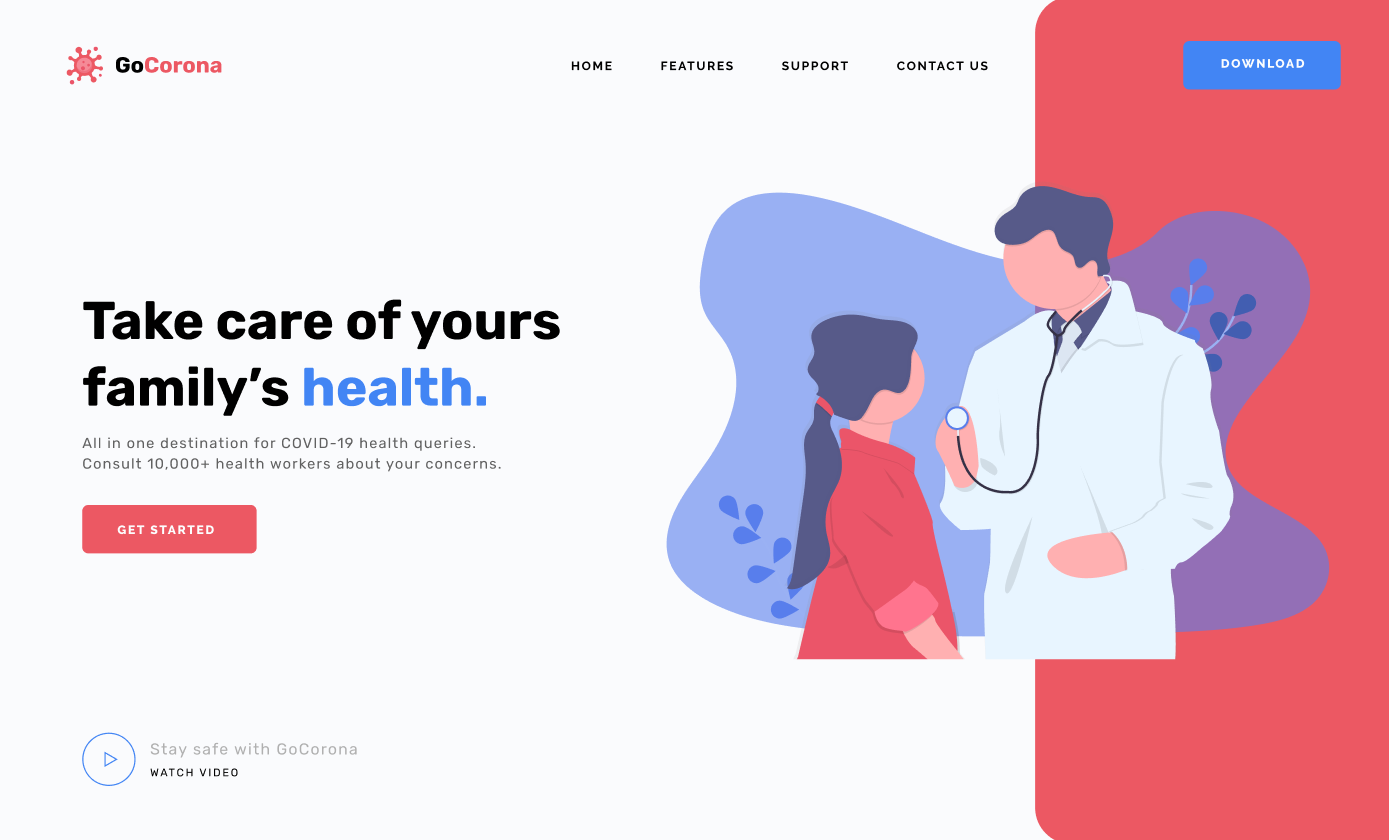 GoCorona
HOME FEATURES SUPPORT CONTACT US
DOWNLOAD
Take care of yours
family’s health.
All in one destination for COVID-19 health queries.
Consult 10,000+ health workers about your concerns.
GET STARTED
Stay safe with GoCorona
WATCH VIDEO